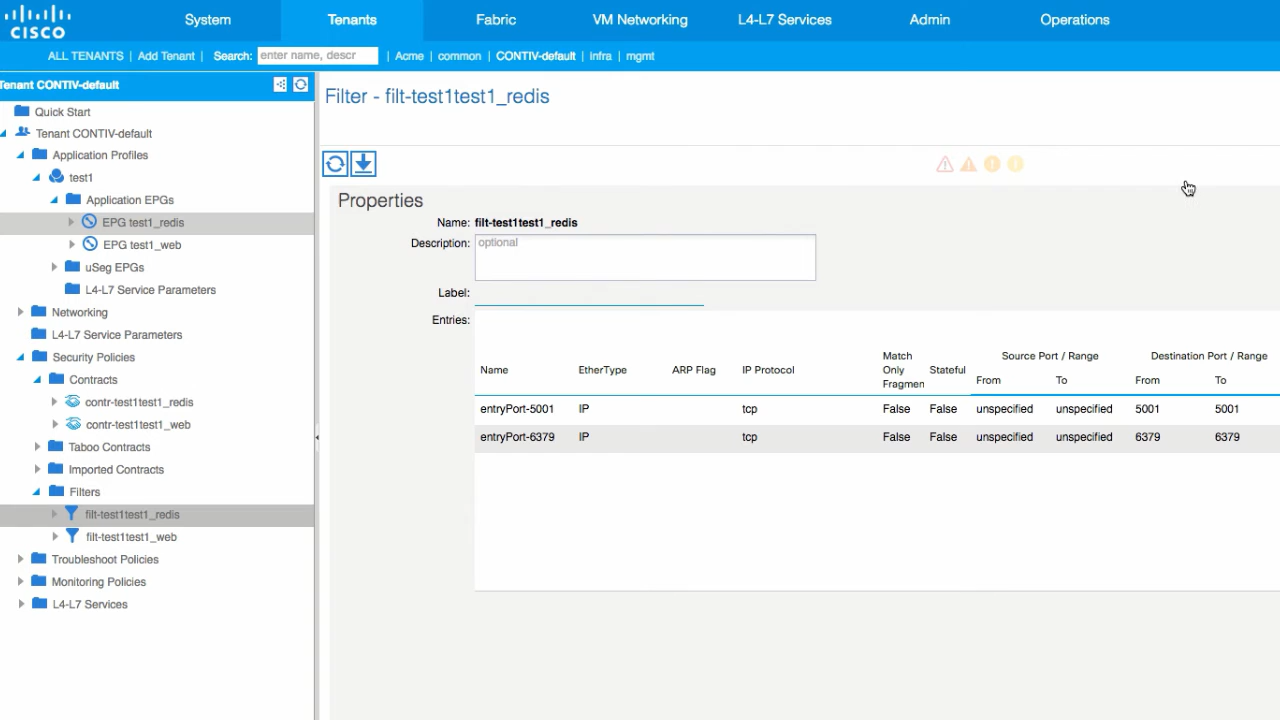 System Tenants Fabric VM Networking L4-L7 Services Admin Operations
CISCO
ALL TENANTS | Add Tenant | Search: enter name, descr | Acme | common | CONTIV-default | Infra | mgmt
Tenant CONTIV-default
Quick Start
Tenant CONTIV-default
Application Profiles
test1
Application EPGs
EPG test1_redis
EPG test1_web
uSeg EPGs
L4-L7 Service Parameters
Networking
L4-L7 Service Parameters
Security Policies
Contracts
contr-test1test1_redis
contr-test1test1_web
Taboo Contracts
Imported Contracts
Filters
filt-test1test1_redis
filt-test1test1_web
Troubleshoot Policies
Monitoring Policies
L4-L7 Services
Filter - filt-test1test1_redis
Properties
Name: filt-test1test1_redis
Description: optional
Label:
Entries:
Name EtherType ARP Flag IP Protocol Match Only Fragmen Stateful Source Port / Range Destination Port / Range
From To From To
entryPort-5001 IP tcp False False unspecified unspecified 5001 5001
entryPort-6379 IP tcp False False unspecified unspecified 6379 6379